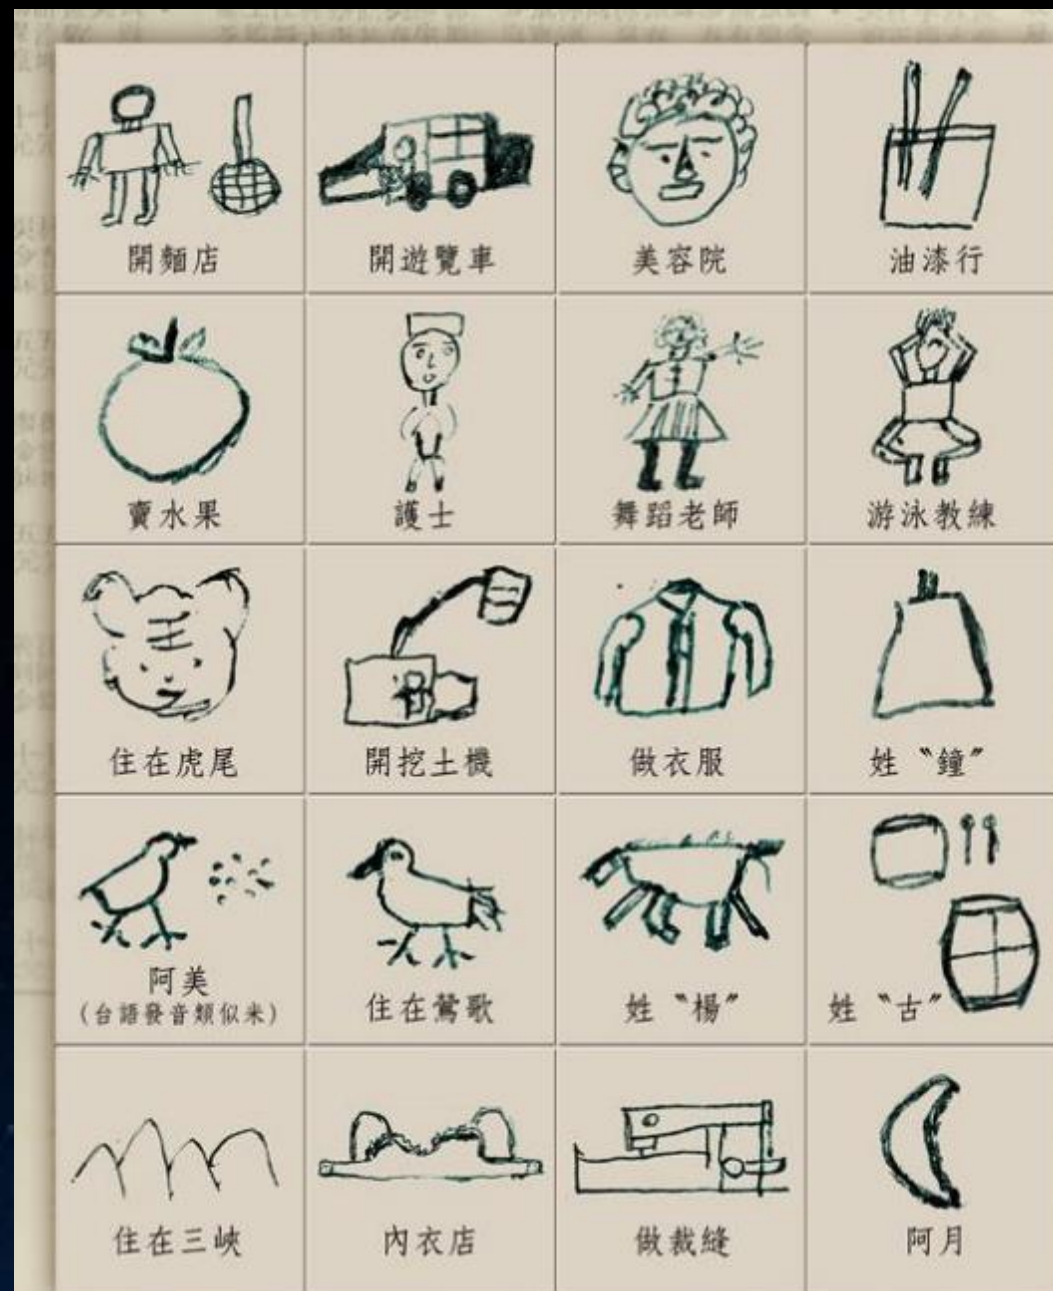 開麵店
開遊覽車
美容院
油漆行
賣水果
護士
舞蹈老師
游泳教練
住在虎尾
開挖土機
做衣服
姓〝鐘〞
阿美
(台語發音類似米)
住在鶯歌
姓〝楊〞
姓〝古〞
住在三峽
內衣店
做裁縫
阿月